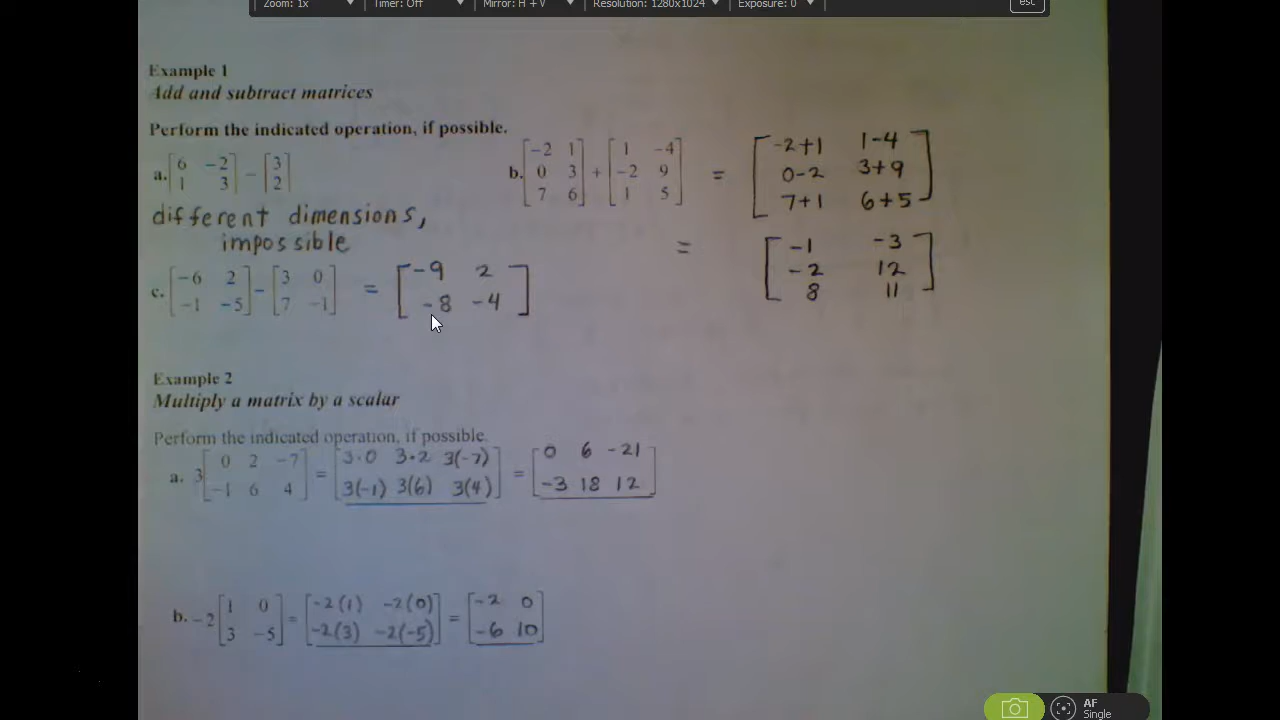 Zoom: 1x Timer: Off Mirror: H + V Resolution: 1280x1024 Exposure: 0 esc
Example 1
Add and subtract matrices
Perform the indicated operation, if possible.
a. [6 -2] - [3]
[1 3] [2]
different dimensions,
impossible
b. [-2 1] + [1 -4] = [-2+1 1-4]
[0 3] [-2 9] [0-2 3+9]
[7 6] [1 5] [7+1 6+5]
= [-1 -3]
[-2 12]
[8 11]
c. [-6 2] - [3 0] = [-9 2]
[-1 -5] [7 -1] [-8 -4]
Example 2
Multiply a matrix by a scalar
Perform the indicated operation, if possible.
a. 3 [0 2 -7] = [3·0 3·2 3(-7)] = [0 6 -21]
[-1 6 4] [3(-1) 3(6) 3(4)] [-3 18 12]
b. -2 [1 0] = [-2(1) -2(0)] = [-2 0]
[3 -5] [-2(3) -2(-5)] [-6 10]
AF
Single